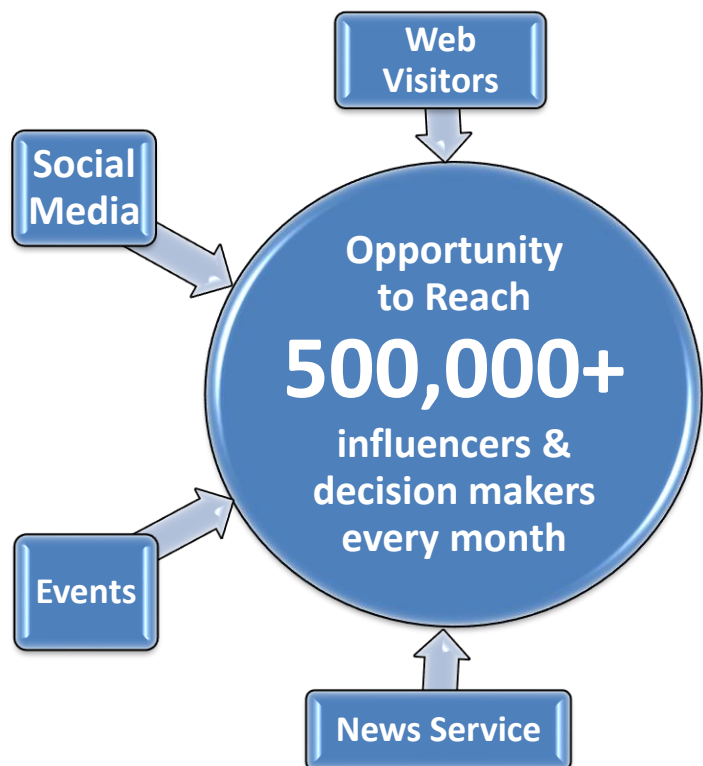 Web
Visitors
Social
Media
Opportunity
to Reach
500,000+
influencers &
decision makers
every month
Events
News Service